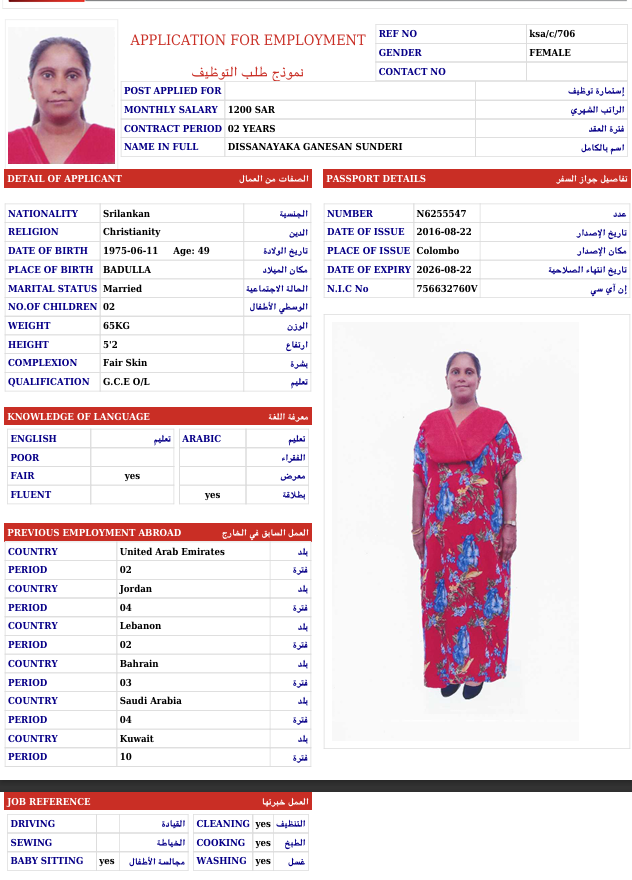 APPLICATION FOR EMPLOYMENT
نموذج طلب التوظيف
REF NO ksa/c/706
GENDER FEMALE
CONTACT NO
POST APPLIED FOR إستمارة توظيف
MONTHLY SALARY 1200 SAR الراتب الشهري
CONTRACT PERIOD 02 YEARS فترة العقد
NAME IN FULL DISSANAYAKA GANESAN SUNDERI اسم بالكامل
DETAIL OF APPLICANT الصفات من العمال
NATIONALITY Srilankan الجنسية
RELIGION Christianity الدين
DATE OF BIRTH 1975-06-11 Age: 49 تاريخ الولادة
PLACE OF BIRTH BADULLA مكان الميلاد
MARITAL STATUS Married الحالة الاجتماعية
NO.OF CHILDREN 02 الوسطي الأطفال
WEIGHT 65KG الوزن
HEIGHT 5'2 ارتفاع
COMPLEXION Fair Skin بشرة
QUALIFICATION G.C.E O/L تعليم
PASSPORT DETAILS تفاصيل جواز السفر
NUMBER N6255547 عدد
DATE OF ISSUE 2016-08-22 تاريخ الإصدار
PLACE OF ISSUE Colombo مكان الإصدار
DATE OF EXPIRY 2026-08-22 تاريخ انتهاء الصلاحية
N.I.C No 756632760V إن آي سي
KNOWLEDGE OF LANGUAGE معرفة اللغة
ENGLISH تعليم ARABIC تعليم
POOR الفقراء
FAIR yes معرض
FLUENT yes بطلاقة
PREVIOUS EMPLOYMENT ABROAD العمل السابق في الخارج
COUNTRY United Arab Emirates بلد
PERIOD 02 فترة
COUNTRY Jordan بلد
PERIOD 04 فترة
COUNTRY Lebanon بلد
PERIOD 02 فترة
COUNTRY Bahrain بلد
PERIOD 03 فترة
COUNTRY Saudi Arabia بلد
PERIOD 04 فترة
COUNTRY Kuwait بلد
PERIOD 10 فترة
JOB REFERENCE العمل خبرتها
DRIVING القيادة CLEANING yes التنظيف
SEWING الخياطة COOKING yes الطبخ
BABY SITTING yes مجالسة الأطفال WASHING yes غسل